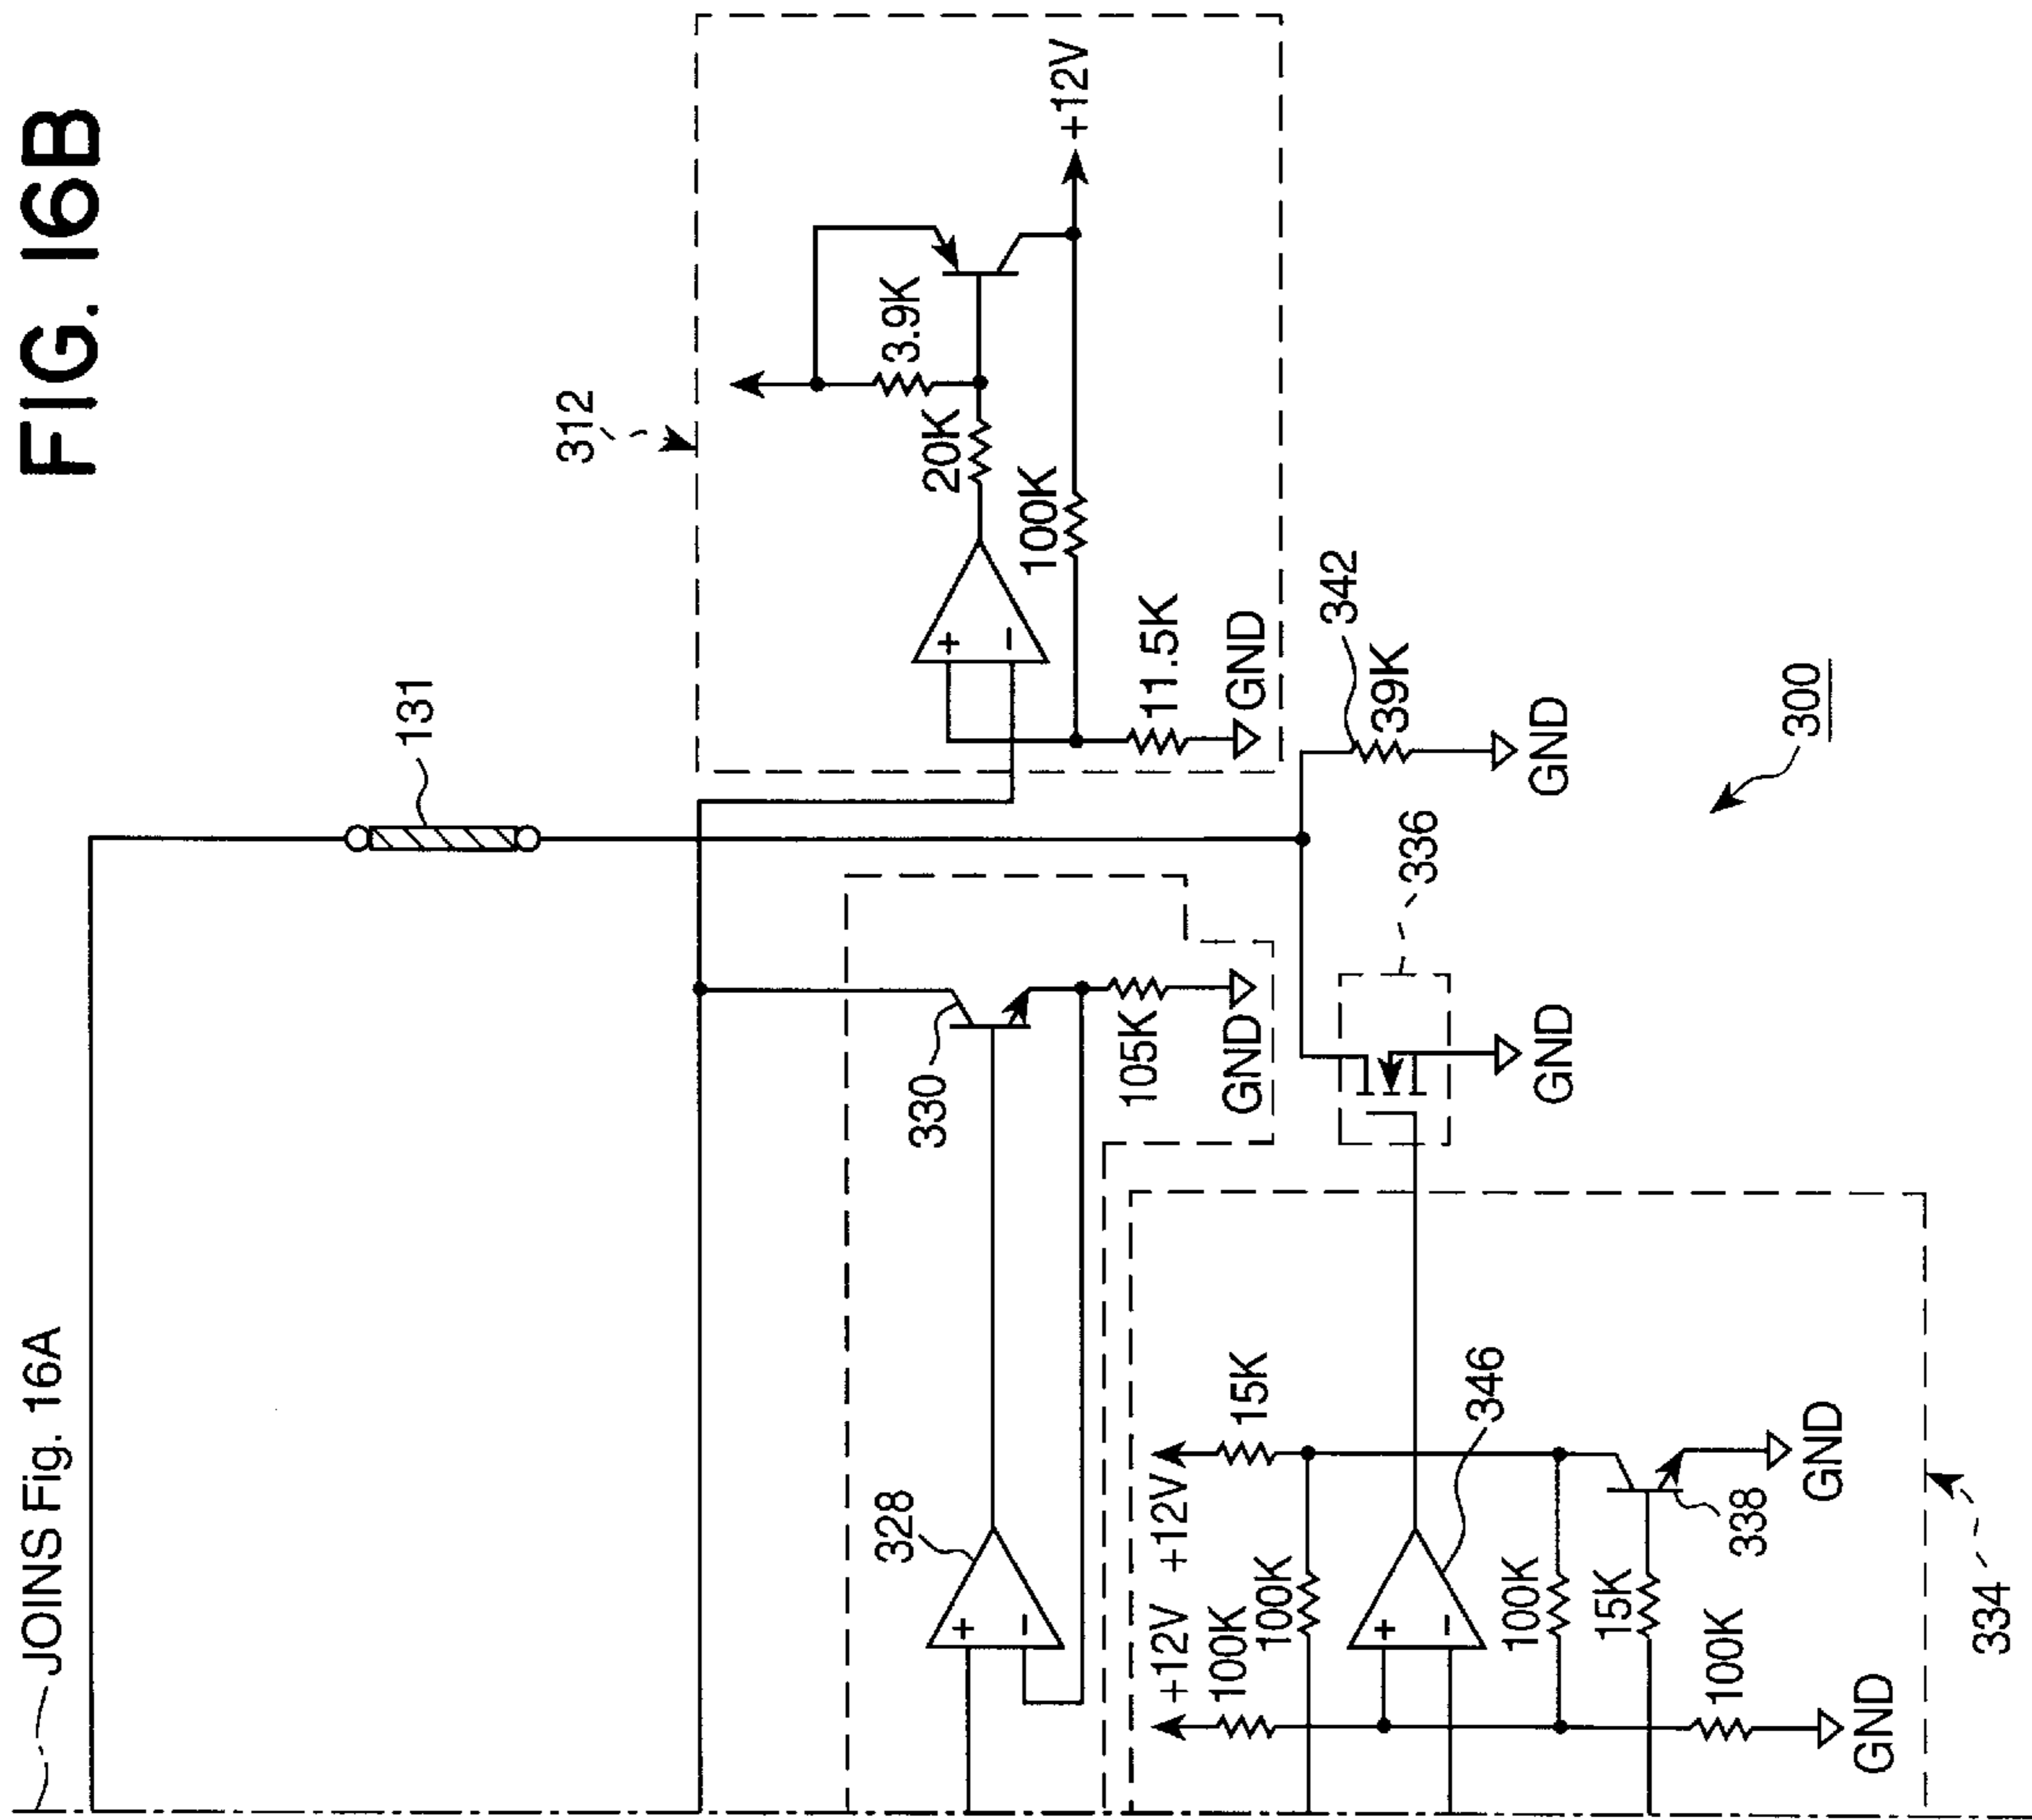 FIG. 16B
JOINS Fig. 16A
131
312
3.9K
20K
100K
+12V
11.5K
GND
330
328
105K
GND
342
39K
GND
336
GND
300
+12V
+12V
15K
100K
100K
346
100K
15K
338
100K
GND
GND
334
+
-
+
-
+
-